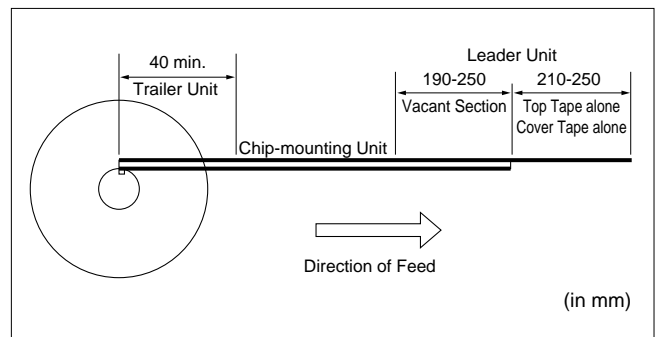 Leader Unit
40 min.
190-250
210-250
Trailer Unit
Vacant Section
Top Tape alone
Cover Tape alone
Chip-mounting Unit
Direction of Feed
(in mm)